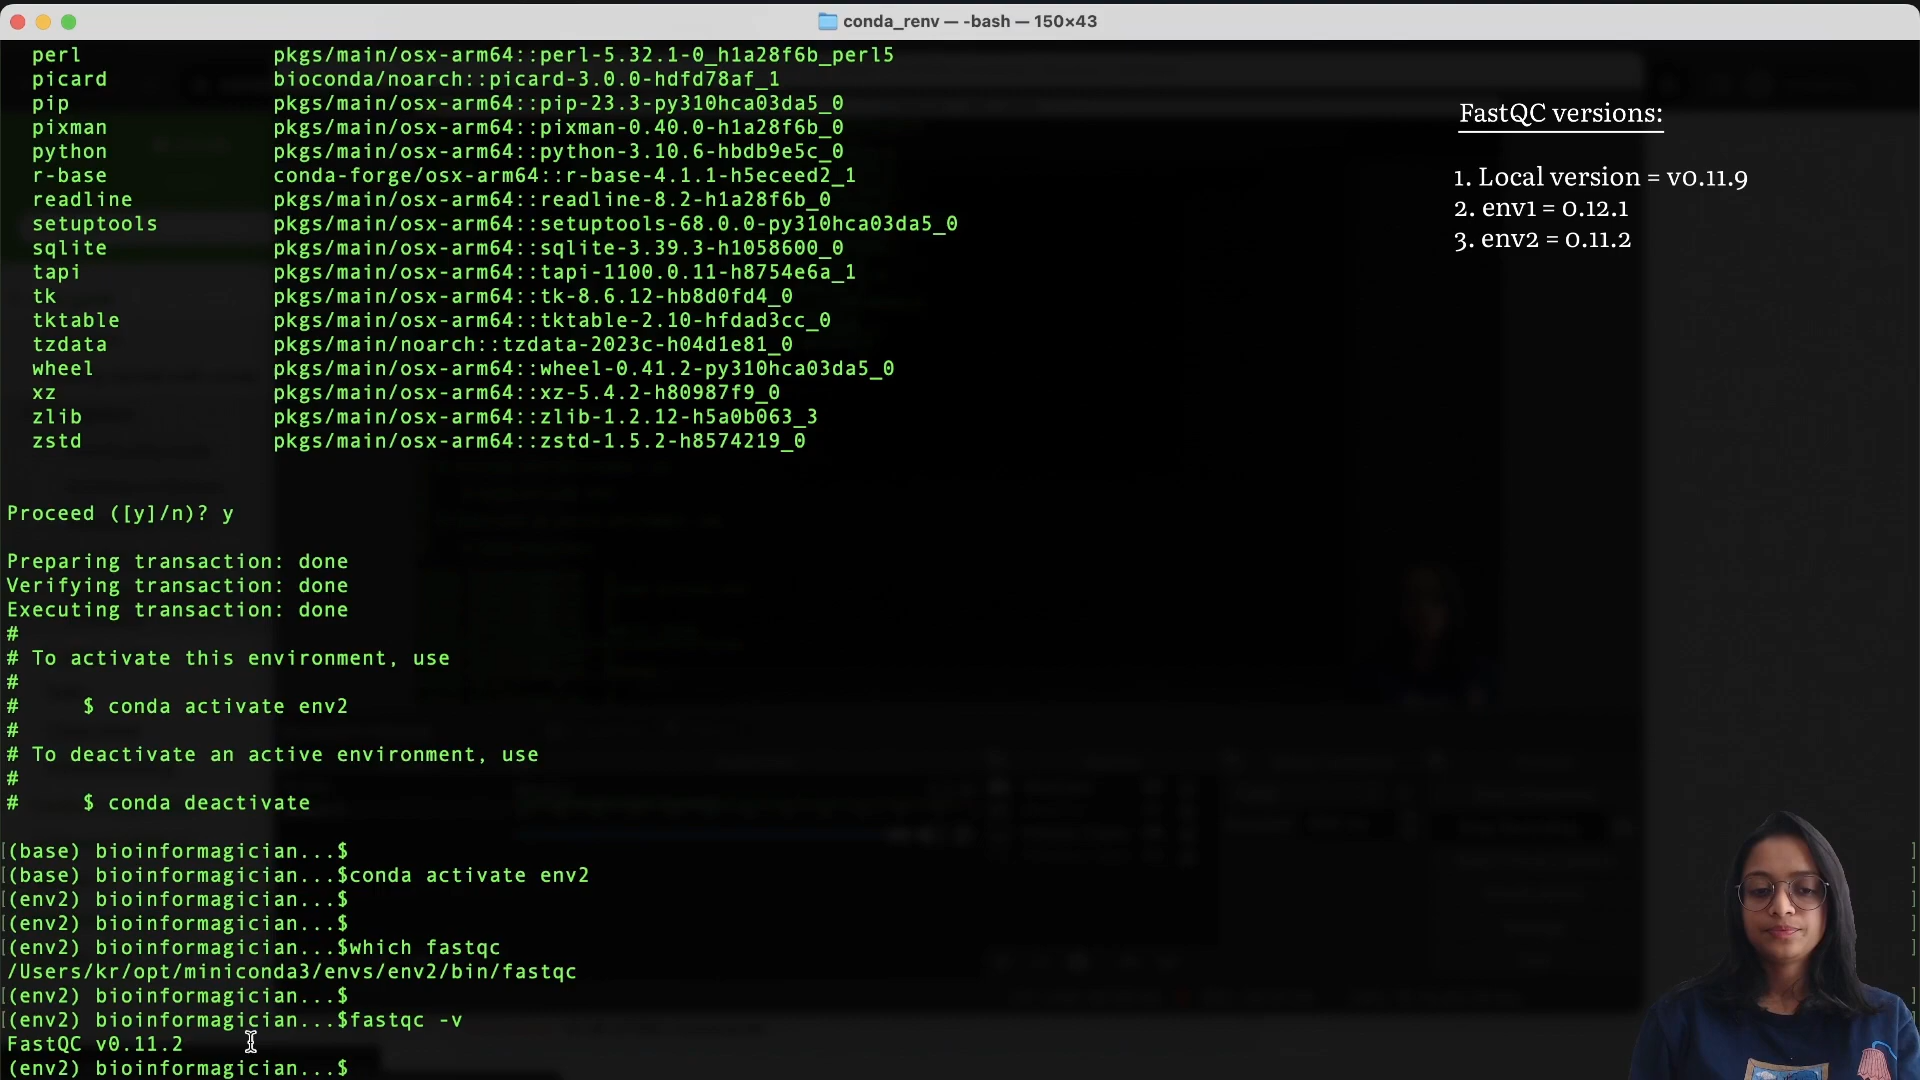 conda_renv — -bash — 150×43
perl pkgs/main/osx-arm64::perl-5.32.1-0_h1a28f6b_perl5
picard bioconda/noarch::picard-3.0.0-hdfd78af_1
pip pkgs/main/osx-arm64::pip-23.3-py310hca03da5_0
pixman pkgs/main/osx-arm64::pixman-0.40.0-h1a28f6b_0
python pkgs/main/osx-arm64::python-3.10.6-hbdb9e5c_0
r-base conda-forge/osx-arm64::r-base-4.1.1-h5eceed2_1
readline pkgs/main/osx-arm64::readline-8.2-h1a28f6b_0
setuptools pkgs/main/osx-arm64::setuptools-68.0.0-py310hca03da5_0
sqlite pkgs/main/osx-arm64::sqlite-3.39.3-h1058600_0
tapi pkgs/main/osx-arm64::tapi-1100.0.11-h8754e6a_1
tk pkgs/main/osx-arm64::tk-8.6.12-hb8d0fd4_0
tktable pkgs/main/osx-arm64::tktable-2.10-hfdad3cc_0
tzdata pkgs/main/noarch::tzdata-2023c-h04d1e81_0
wheel pkgs/main/osx-arm64::wheel-0.41.2-py310hca03da5_0
xz pkgs/main/osx-arm64::xz-5.4.2-h80987f9_0
zlib pkgs/main/osx-arm64::zlib-1.2.12-h5a0b063_3
zstd pkgs/main/osx-arm64::zstd-1.5.2-h8574219_0
Proceed ([y]/n)? y
Preparing transaction: done
Verifying transaction: done
Executing transaction: done
#
# To activate this environment, use
#
# $ conda activate env2
#
# To deactivate an active environment, use
#
# $ conda deactivate
[(base) bioinformagician...$ ]
[(base) bioinformagician...$conda activate env2 ]
[(env2) bioinformagician...$ ]
[(env2) bioinformagician...$ ]
[(env2) bioinformagician...$which fastqc ]
/Users/kr/opt/miniconda3/envs/env2/bin/fastqc
[(env2) bioinformagician...$ ]
[(env2) bioinformagician...$fastqc -v ]
FastQC v0.11.2
(env2) bioinformagician...$
FastQC versions:
1. Local version = v0.11.9
2. env1 = 0.12.1
3. env2 = 0.11.2